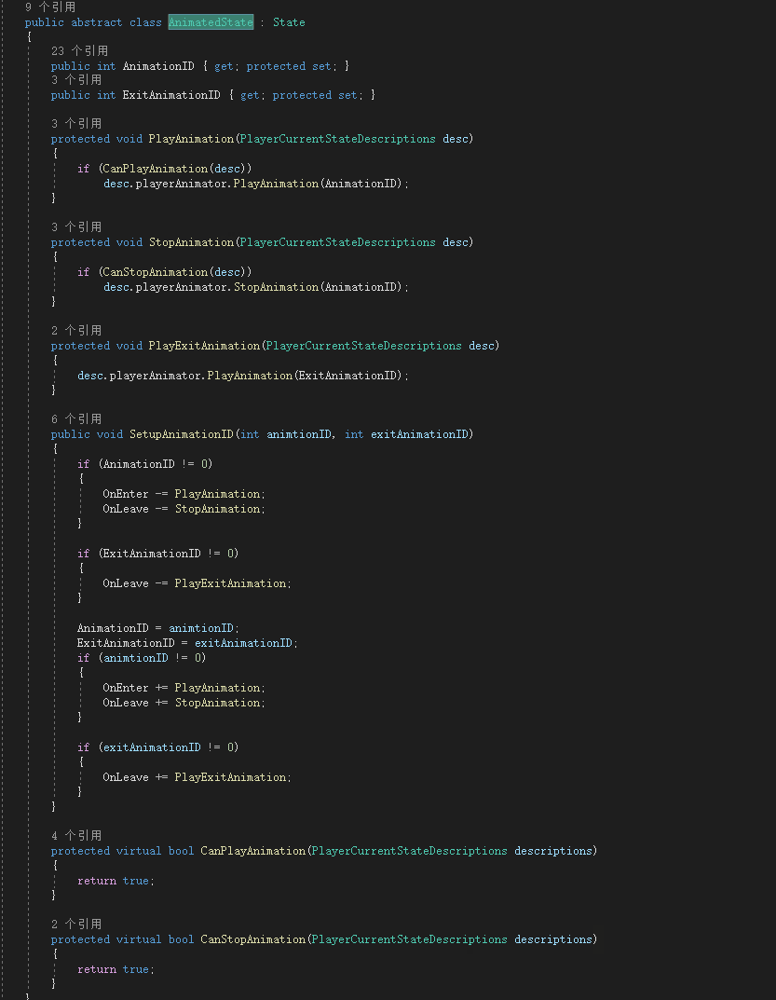 9 个引用
public abstract class AnimatedState : State
{
23 个引用
public int AnimationID { get; protected set; }
3 个引用
public int ExitAnimationID { get; protected set; }
3 个引用
protected void PlayAnimation(PlayerCurrentStateDescriptions desc)
{
if (CanPlayAnimation(desc))
desc.playerAnimator.PlayAnimation(AnimationID);
}
3 个引用
protected void StopAnimation(PlayerCurrentStateDescriptions desc)
{
if (CanStopAnimation(desc))
desc.playerAnimator.StopAnimation(AnimationID);
}
2 个引用
protected void PlayExitAnimation(PlayerCurrentStateDescriptions desc)
{
desc.playerAnimator.PlayAnimation(ExitAnimationID);
}
6 个引用
public void SetupAnimationID(int animtionID, int exitAnimationID)
{
if (AnimationID != 0)
{
OnEnter -= PlayAnimation;
OnLeave -= StopAnimation;
}
if (ExitAnimationID != 0)
{
OnLeave -= PlayExitAnimation;
}
AnimationID = animtionID;
ExitAnimationID = exitAnimationID;
if (animtionID != 0)
{
OnEnter += PlayAnimation;
OnLeave += StopAnimation;
}
if (exitAnimationID != 0)
{
OnLeave += PlayExitAnimation;
}
}
4 个引用
protected virtual bool CanPlayAnimation(PlayerCurrentStateDescriptions descriptions)
{
return true;
}
2 个引用
protected virtual bool CanStopAnimation(PlayerCurrentStateDescriptions descriptions)
{
return true;
}
}